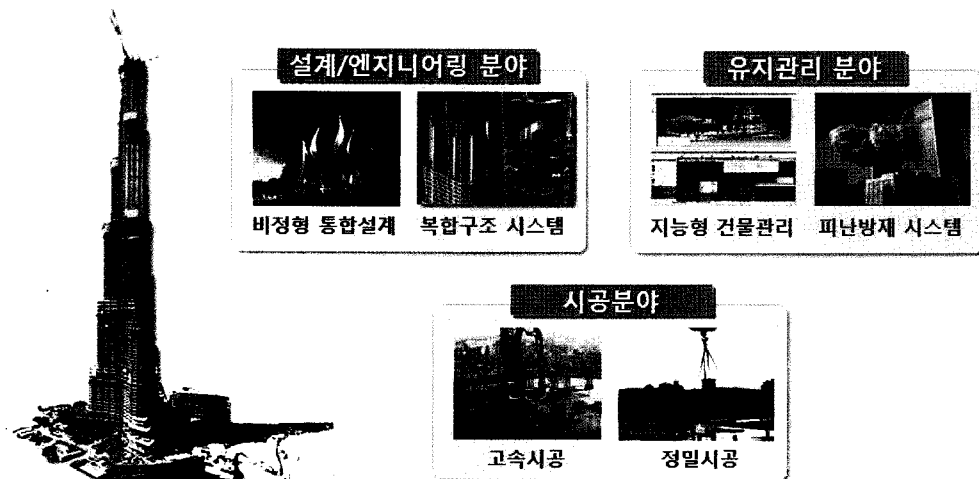 설계/엔지니어링 분야
비정형 통합설계
복합구조 시스템
유지관리 분야
지능형 건물관리
피난방재 시스템
시공분야
고속시공
정밀시공